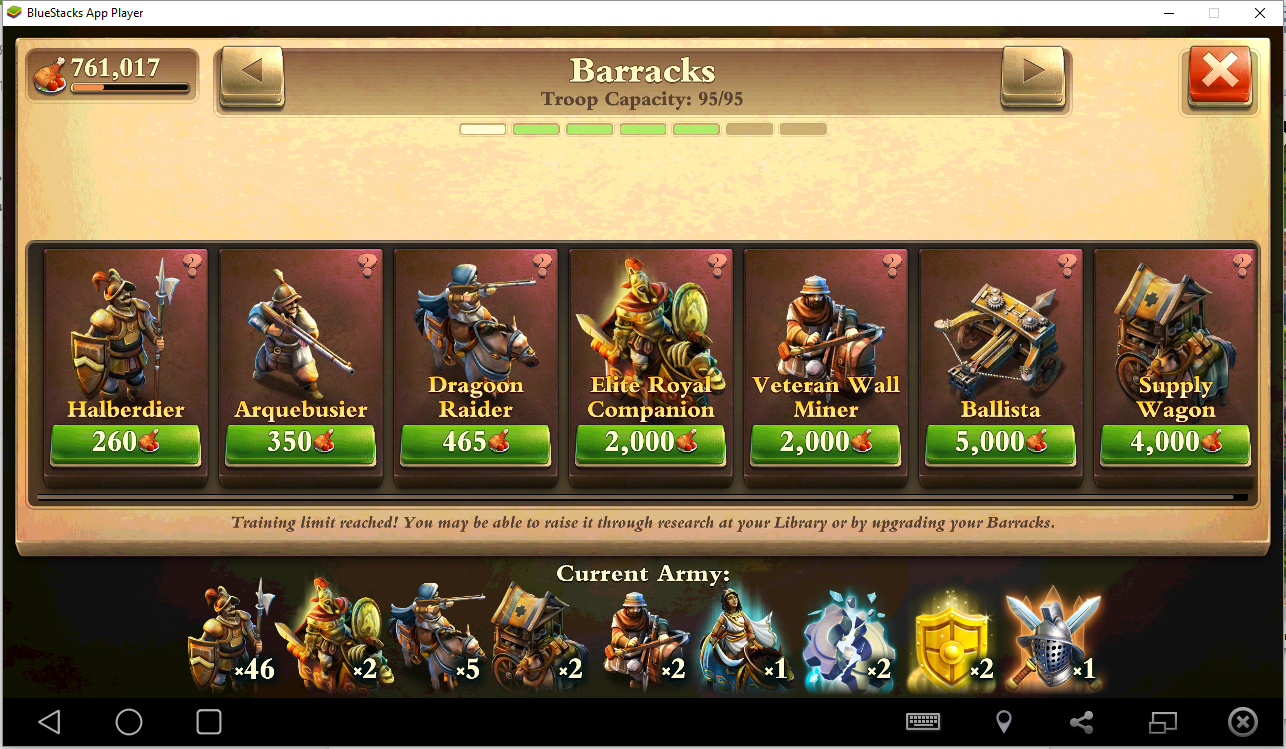 BlueStacks App Player
761,017
Barracks
Troop Capacity: 95/95
? ? ? ? ? ? ?
Halberdier
Arquebusier
Dragoon
Raider
Elite Royal
Companion
Veteran Wall
Miner
Ballista
Supply
Wagon
260 350 465 2,000 2,000 5,000 4,000
Training limit reached! You may be able to raise it through research at your Library or by upgrading your Barracks.
Current Army:
×46 ×2 ×5 ×2 ×2 ×1 ×2 ×2 ×1